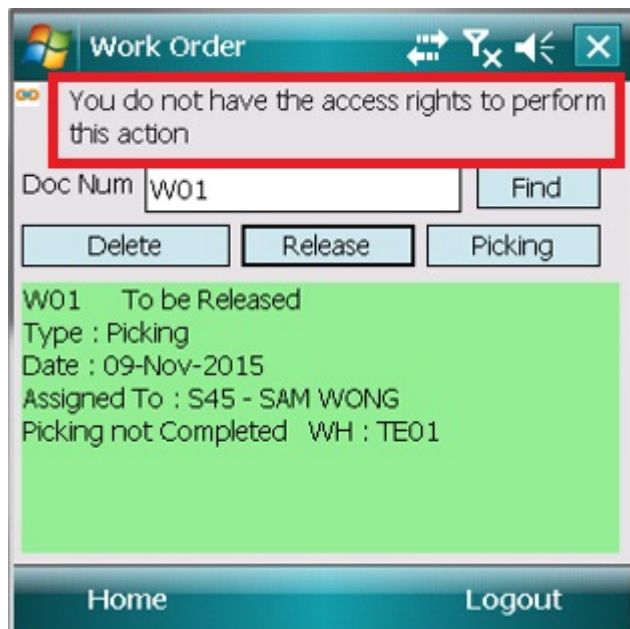 Work Order
You do not have the access rights to perform
this action
Doc Num W01 Find
Delete Release Picking
W01 To be Released
Type : Picking
Date : 09-Nov-2015
Assigned To : S45 - SAM WONG
Picking not Completed WH : TE01
Home Logout